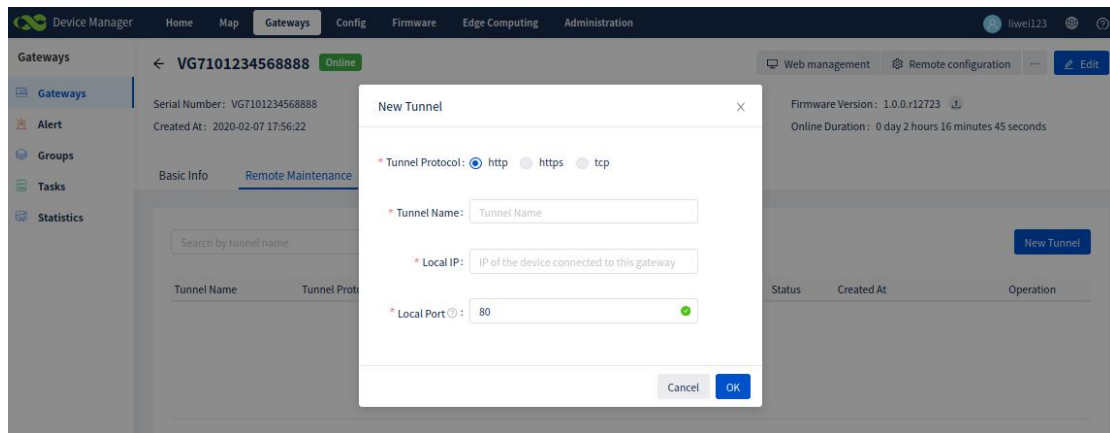 Device Manager Home Map Gateways Config Firmware Edge Computing Administration liwei123
Gateways
← VG7101234568888 Online Web management Remote configuration ... Edit
Gateways
Serial Number: VG7101234568888 Firmware Version: 1.0.0.r12723
Alert
Created At: 2020-02-07 17:56:22 Online Duration: 0 day 2 hours 16 minutes 45 seconds
Groups
Basic Info Remote Maintenance
Tasks
Statistics
New Tunnel
* Tunnel Protocol: http https tcp
* Tunnel Name: Tunnel Name
* Local IP: IP of the device connected to this gateway
* Local Port ? : 80
Cancel OK
Search by tunnel name New Tunnel
Tunnel Name Tunnel Proto Status Created At Operation